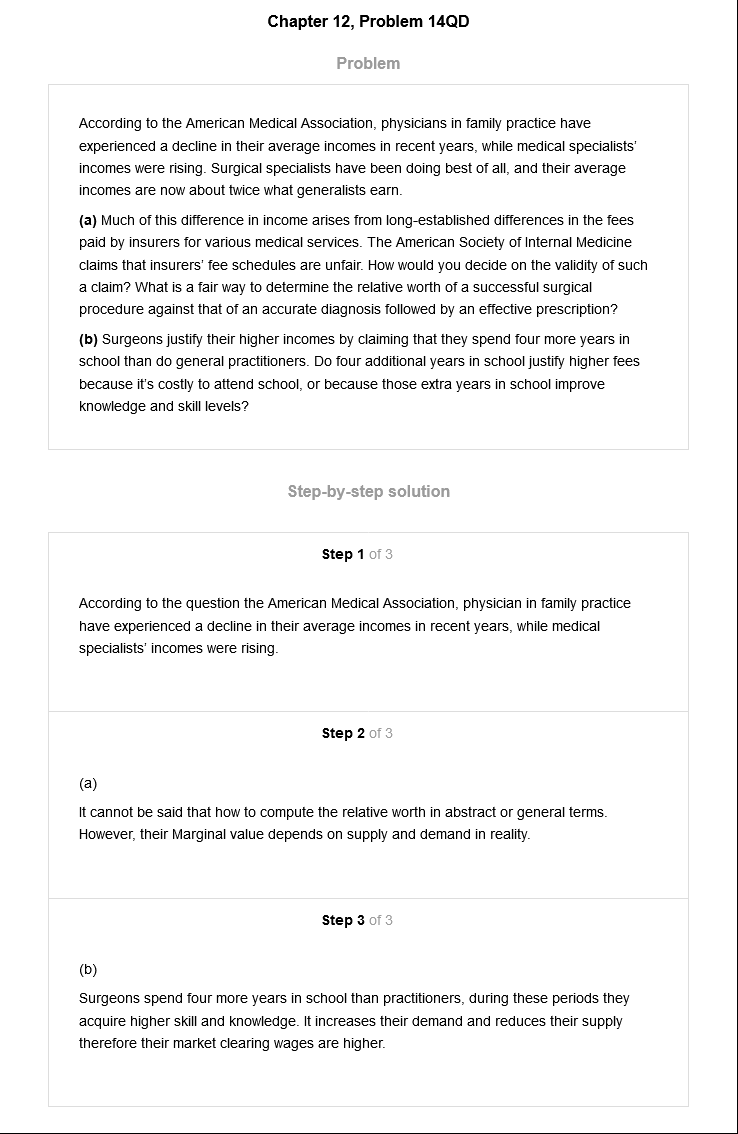 Chapter 12, Problem 14QD
Problem
According to the American Medical Association, physicians in family practice have
experienced a decline in their average incomes in recent years, while medical specialists'
incomes were rising. Surgical specialists have been doing best of all, and their average
incomes are now about twice what generalists earn.
(a) Much of this difference in income arises from long-established differences in the fees
paid by insurers for various medical services. The American Society of Internal Medicine
claims that insurers' fee schedules are unfair. How would you decide on the validity of such
a claim? What is a fair way to determine the relative worth of a successful surgical
procedure against that of an accurate diagnosis followed by an effective prescription?
(b) Surgeons justify their higher incomes by claiming that they spend four more years in
school than do general practitioners. Do four additional years in school justify higher fees
because it's costly to attend school, or because those extra years in school improve
knowledge and skill levels?
Step-by-step solution
Step 1 of 3
According to the question the American Medical Association, physician in family practice
have experienced a decline in their average incomes in recent years, while medical
specialists' incomes were rising.
Step 2 of 3
(a)
It cannot be said that how to compute the relative worth in abstract or general terms.
However, their Marginal value depends on supply and demand in reality.
Step 3 of 3
(b)
Surgeons spend four more years in school than practitioners, during these periods they
acquire higher skill and knowledge. It increases their demand and reduces their supply
therefore their market clearing wages are higher.